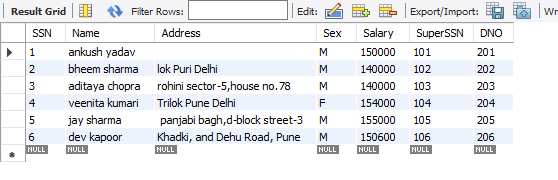 Result Grid Filter Rows: Edit: Export/Import: Wr
SSN Name Address Sex Salary SuperSSN DNO
1 ankush yadav M 150000 101 201
2 bheem sharma lok Puri Delhi M 140000 102 202
3 aditaya chopra rohini sector-5,house no.78 M 140000 103 203
4 veenita kumari Trilok Pune Delhi F 154000 104 204
5 jay sharma panjabi bagh,d-block street-3 M 155000 105 205
6 dev kapoor Khadki, and Dehu Road, Pune M 150600 106 206
NULL NULL NULL NULL NULL NULL NULL